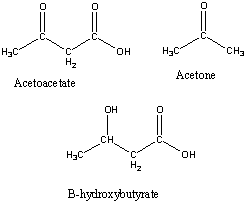 O O O
H₃C C C OH H₃C C CH₃
C
H₂
Acetoacetate Acetone
OH O
CH C
H₃C C OH
H₂
B-hydroxybutyrate